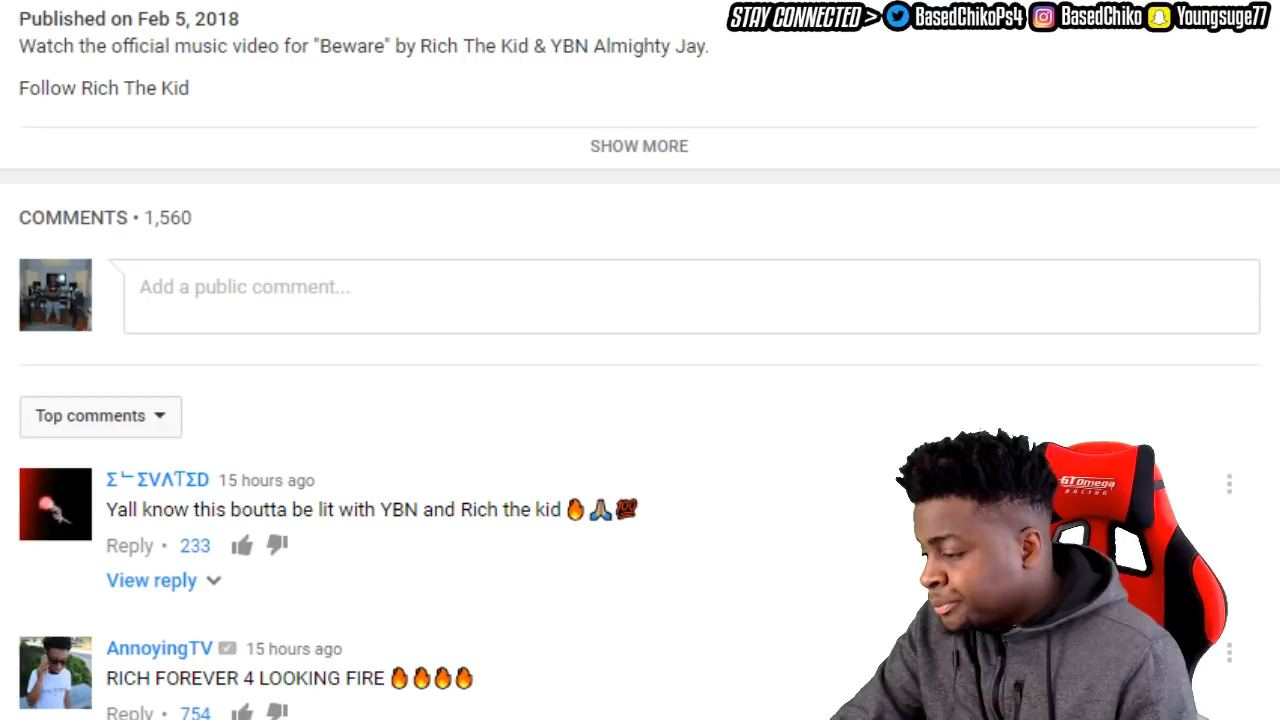 Published on Feb 5, 2018
STAY CONNECTED > BasedChikoPs4 BasedChiko Youngsuge77
Watch the official music video for "Beware" by Rich The Kid & YBN Almighty Jay.
Follow Rich The Kid
SHOW MORE
COMMENTS • 1,560
Add a public comment...
Top comments
ΣᄂΣVΛƬΣD 15 hours ago
Yall know this boutta be lit with YBN and Rich the kid 🔥🙏🏽💯
Reply • 233
View reply
GT Omega
RACING
AnnoyingTV 15 hours ago
RICH FOREVER 4 LOOKING FIRE 🔥🔥🔥🔥
Reply • 754